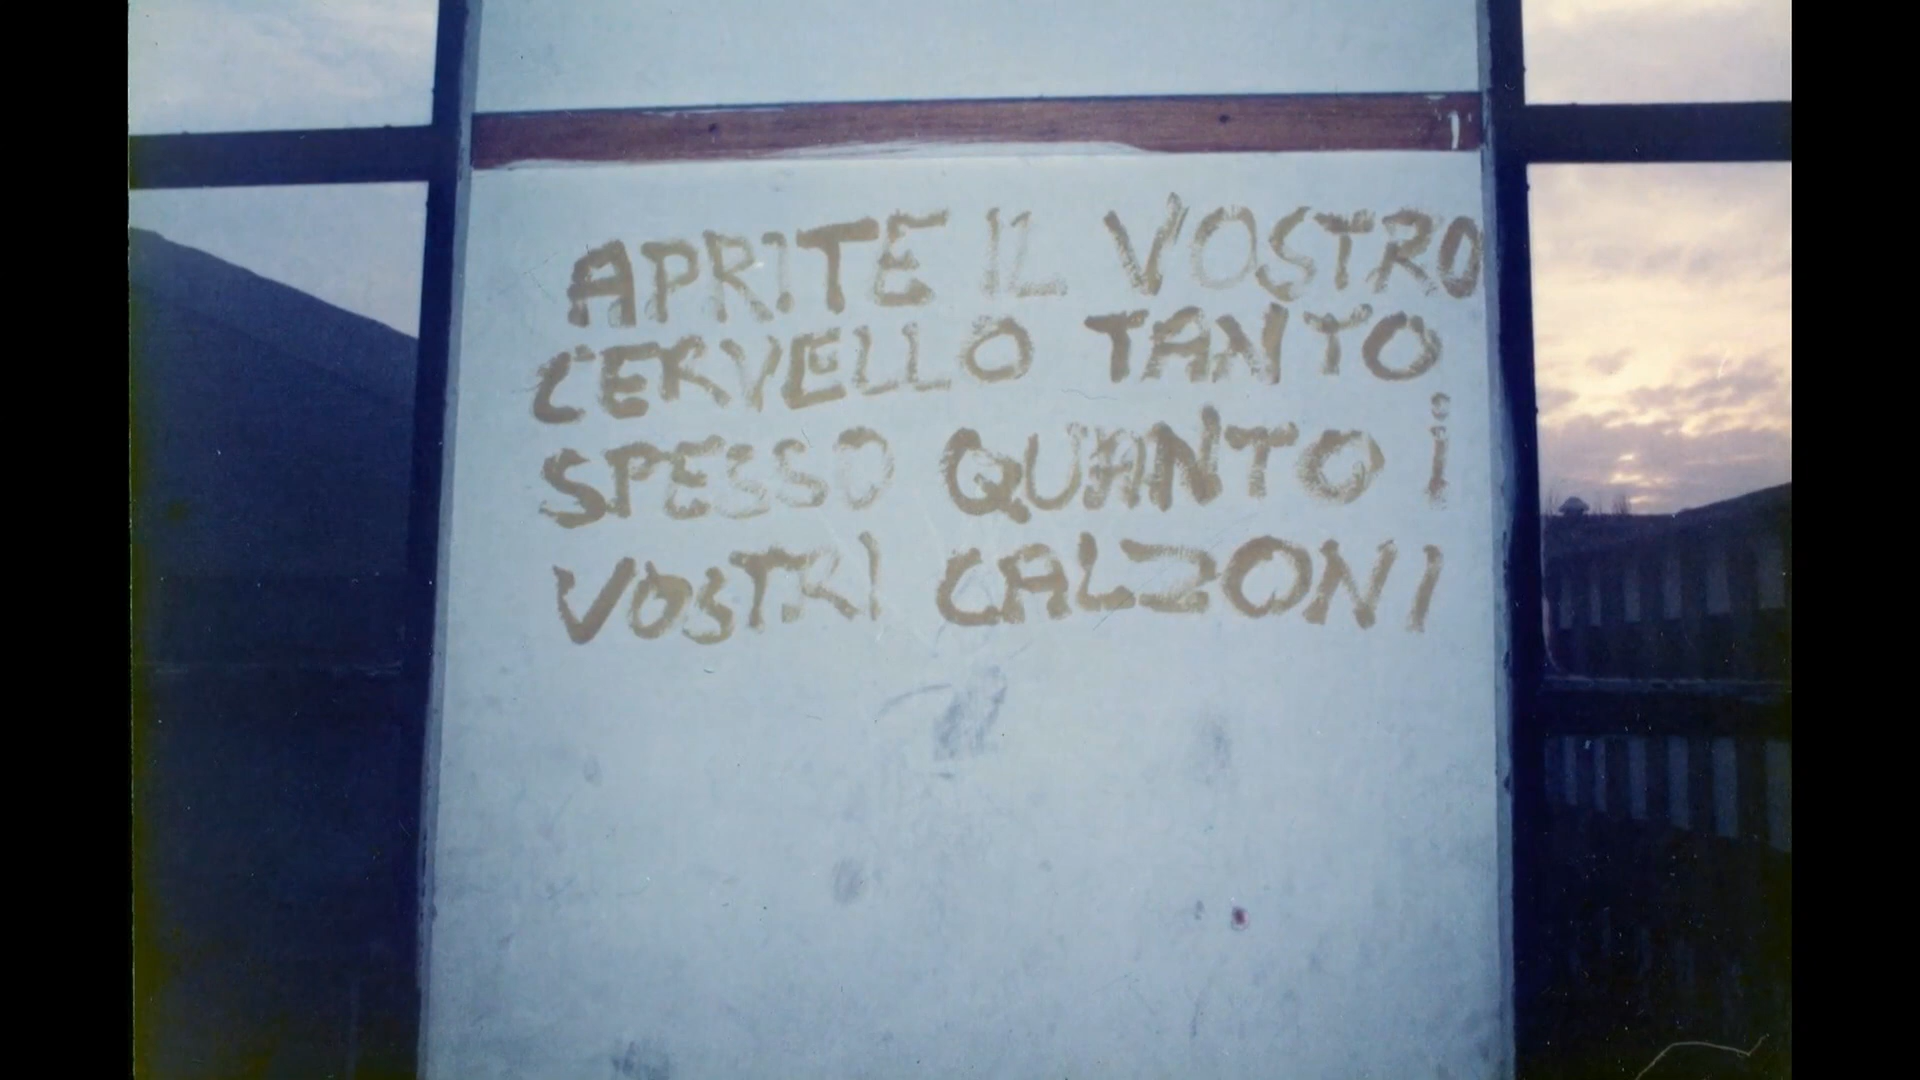 APRITE IL VOSTRO
CERVELLO TANTO
SPESSO QUANTO i
VOSTRI CALZONI